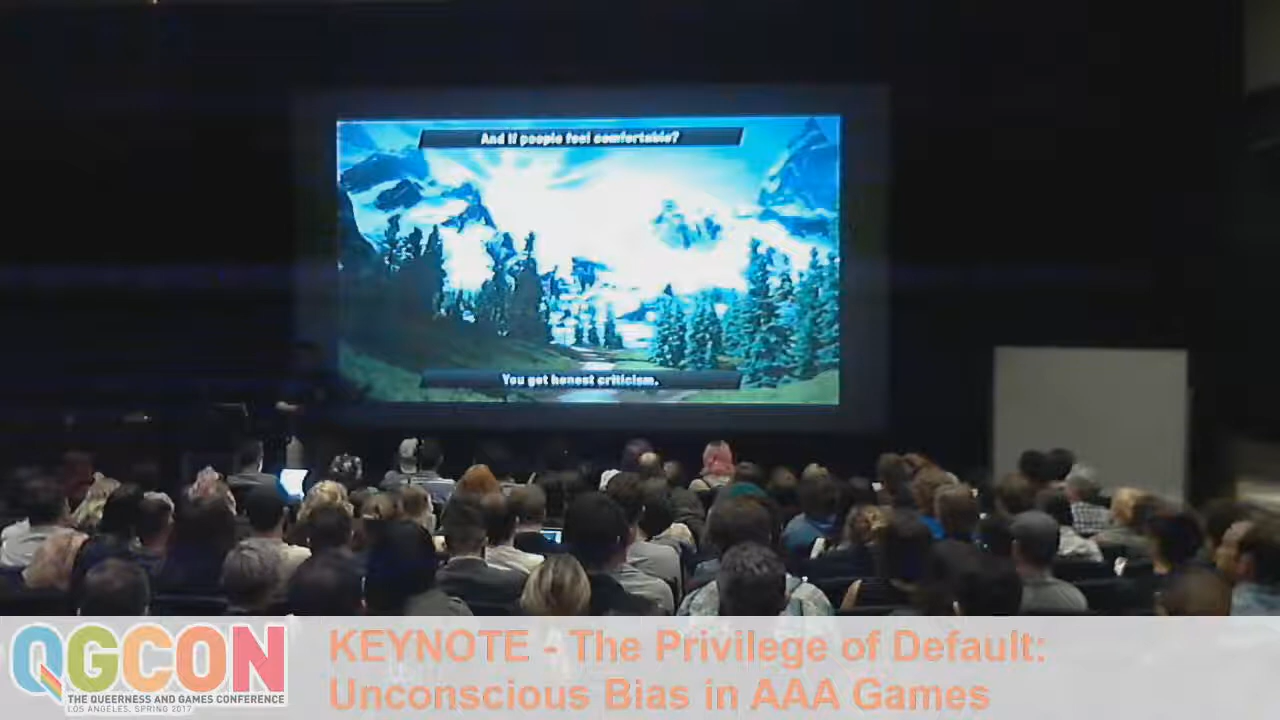 And if people feel comfortable?
You get honest criticism.
QGCON
THE QUEERNESS AND GAMES CONFERENCE
LOS ANGELES, SPRING 2017
KEYNOTE - The Privilege of Default:
Unconscious Bias in AAA Games